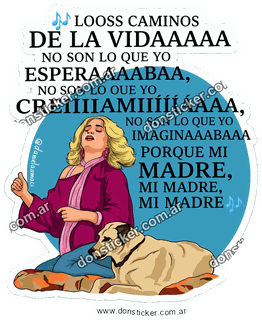 LOOSS CAMINOS
DE LA VIDAAAAA
NO SON LO QUE YO
ESPERAAAABAA,
NO SON LO QUE YO
CREIIIIAMIIIÍÍÁAAA,
NO SON LO QUE YO
IMAGINAAABAAA
PORQUE MI
MADRE,
MI MADRE,
MI MADRE
www.donsticker.com.ar